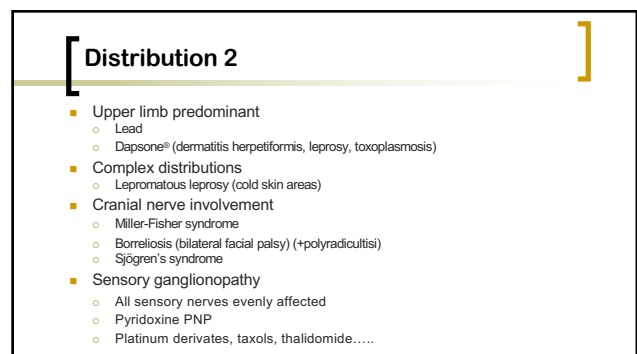 Distribution 2
Upper limb predominant
Lead
Dapsone® (dermatitis herpetiformis, leprosy, toxoplasmosis)
Complex distributions
Lepromatous leprosy (cold skin areas)
Cranial nerve involvement
Miller-Fisher syndrome
Borreliosis (bilateral facial palsy) (+polyradicultisi)
Sjögren's syndrome
Sensory ganglionopathy
All sensory nerves evenly affected
Pyridoxine PNP
Platinum derivates, taxols, thalidomide…..